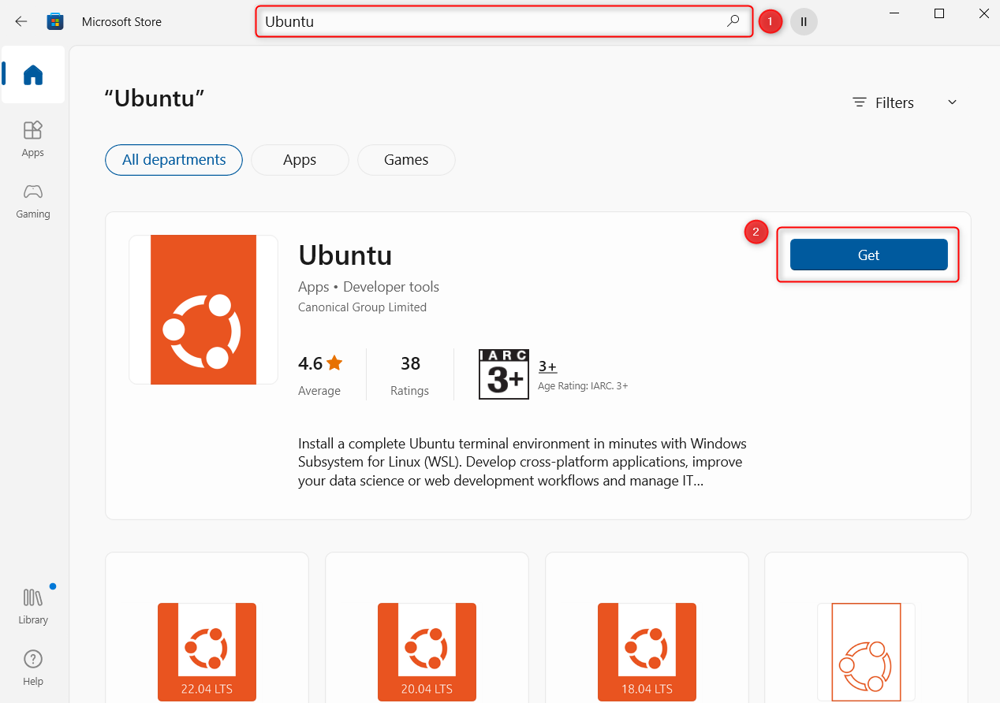 Microsoft Store
Ubuntu
1
II
“Ubuntu”
Filters
Apps
Gaming
All departments
Apps
Games
2
Get
Ubuntu
Apps • Developer tools
Canonical Group Limited
4.6
Average
38
Ratings
IARC
3+
3+
Age Rating: IARC. 3+
Install a complete Ubuntu terminal environment in minutes with Windows
Subsystem for Linux (WSL). Develop cross-platform applications, improve
your data science or web development workflows and manage IT...
Library
Help
22.04 LTS
20.04 LTS
18.04 LTS